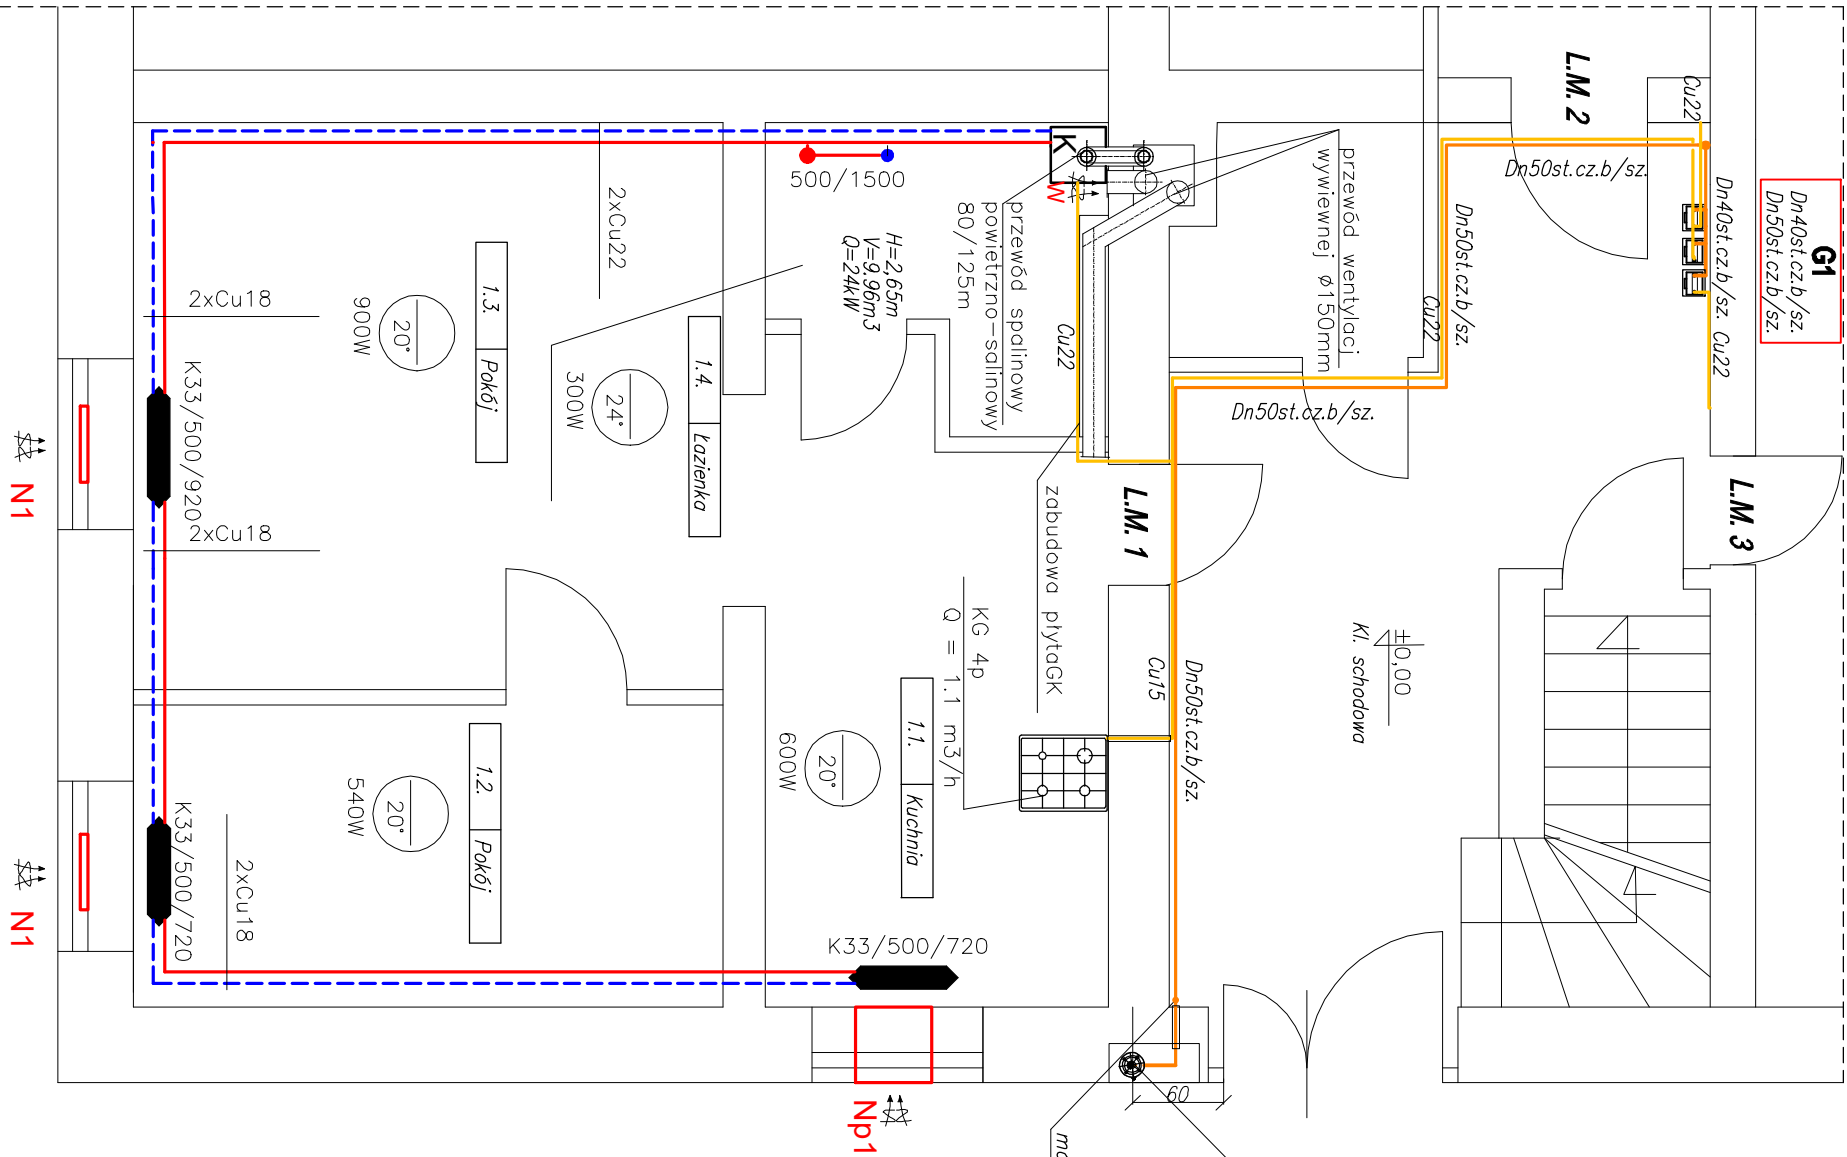 L.M. 2
Cu22
Dn50st.cz.b/sz.
Dn40st.cz.b/sz.
Cu22
G1
Dn40st.cz.b/sz.
Dn50st.cz.b/sz.
Dn50st.cz.b/sz.
Cu22
Dn50st.cz.b/sz.
przewód wentylacj
wywiewnej ø150mm
K
W
500/1500
przewód spalinowy
powietrzno-salinowy
80/125m
H=2,65m
V=9,96m3
Q=24kW
Cu22
2xCu22
2xCu18
1.3. Pokój
20°
900W
1.4. Łazienka
24°
300W
K33/500/920
2xCu18
N1
zabudowa płytaGK
L.M. 1
L.M. 3
KG 4p
Q = 1.1 m3/h
Cu15
Dn50st.cz.b/sz.
±0,00
Kl. schodowa
1.1. Kuchnia
20°
600W
1.2. Pokój
20°
540W
K33/500/720
2xCu18
N1
K33/500/720
Np1
60